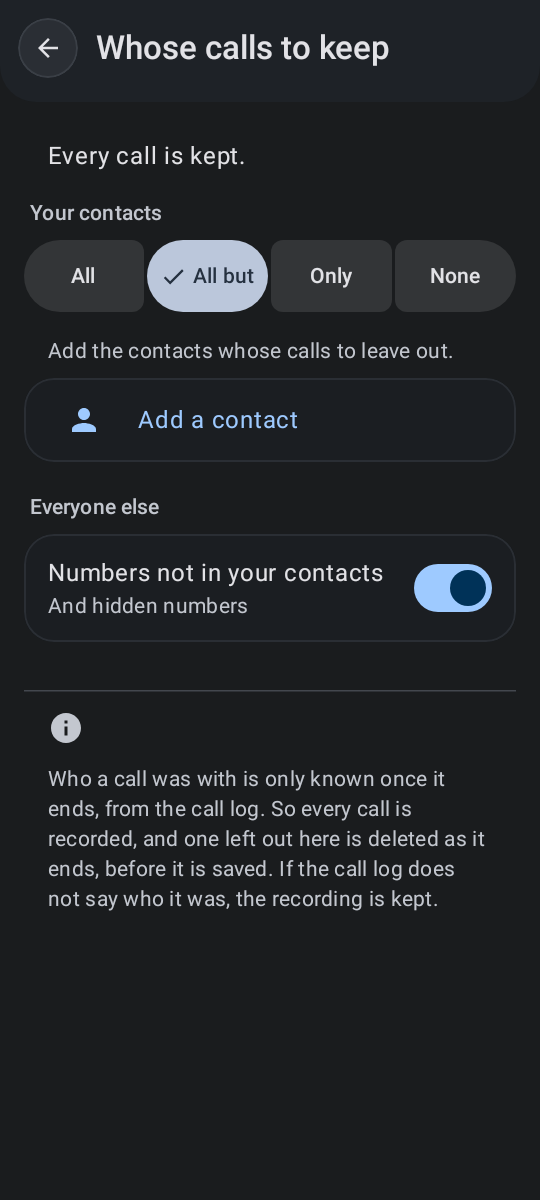 Whose calls to keep
Every call is kept.
Your contacts
All
All but
Only
None
Add the contacts whose calls to leave out.
Add a contact
Everyone else
Numbers not in your contacts
And hidden numbers
Who a call was with is only known once it
ends, from the call log. So every call is
recorded, and one left out here is deleted as it
ends, before it is saved. If the call log does
not say who it was, the recording is kept.